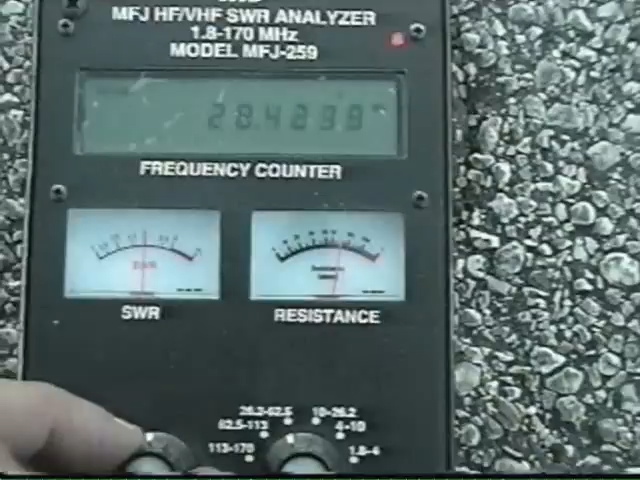 MFJ HF/VHF SWR ANALYZER
1.8-170 MHz
MODEL MFJ-259
28.4299
FREQUENCY COUNTER
SWR
SWR
RESISTANCE
26.2-62.5 10-26.2
62.5-113 4-10
113-170 1.8-4